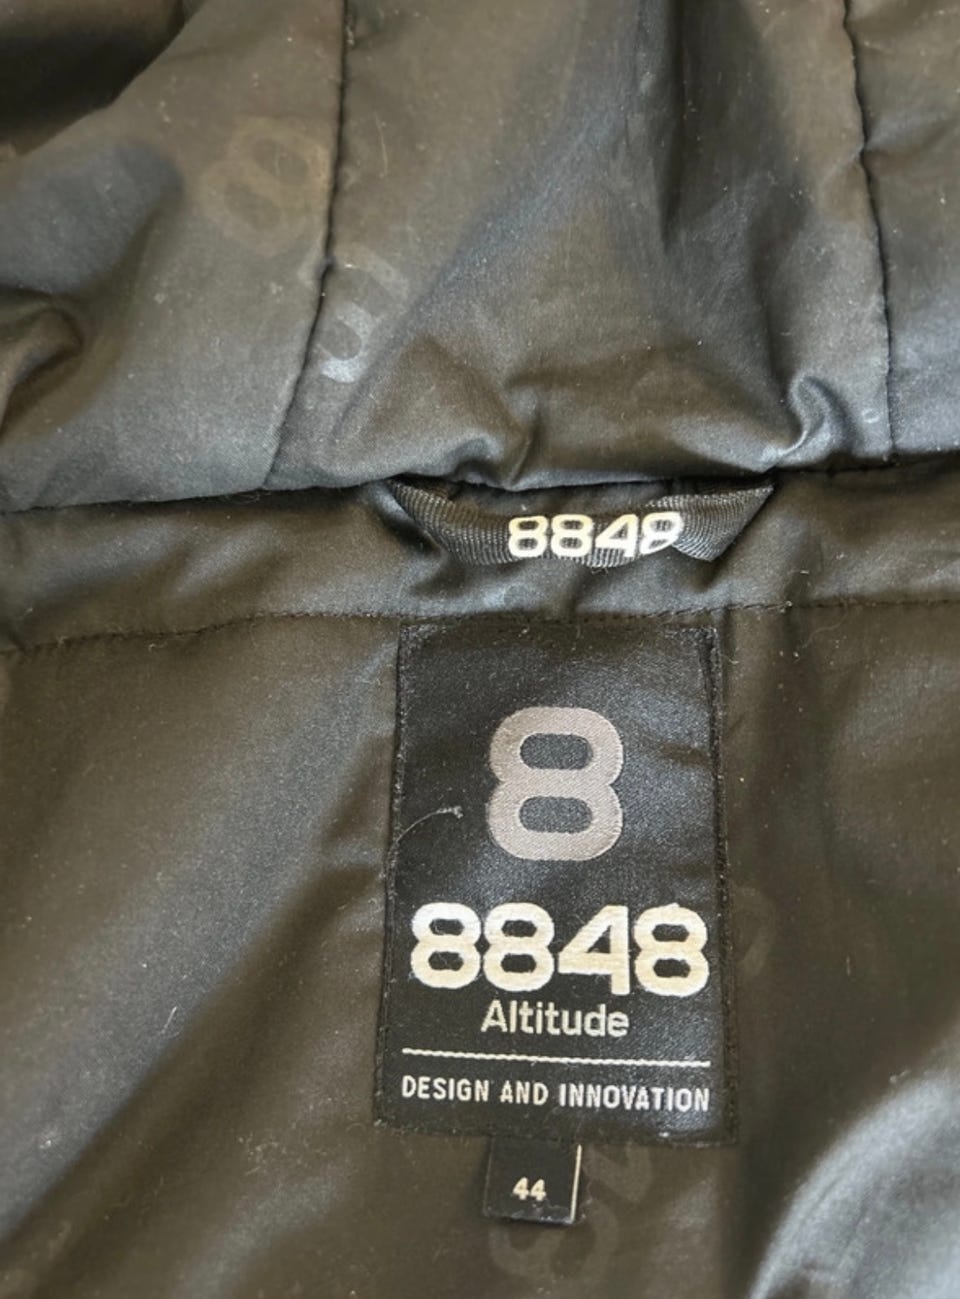 8848
8
8848
Altitude
DESIGN AND INNOVATION
44